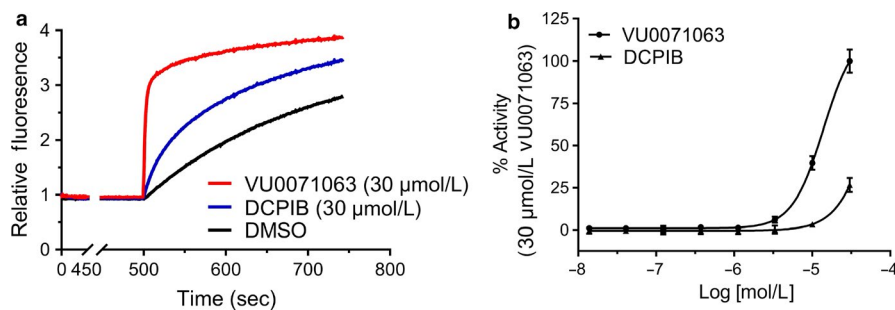 a
Relative fluoresence
4
3
2
1
0
VU0071063 (30 μmol/L)
DCPIB (30 μmol/L)
DMSO
0 450 500 600 700 800
Time (sec)
b
% Activity
(30 μmol/L vU0071063)
125
100
75
50
25
0
VU0071063
DCPIB
−8 −7 −6 −5 −4
Log [mol/L]